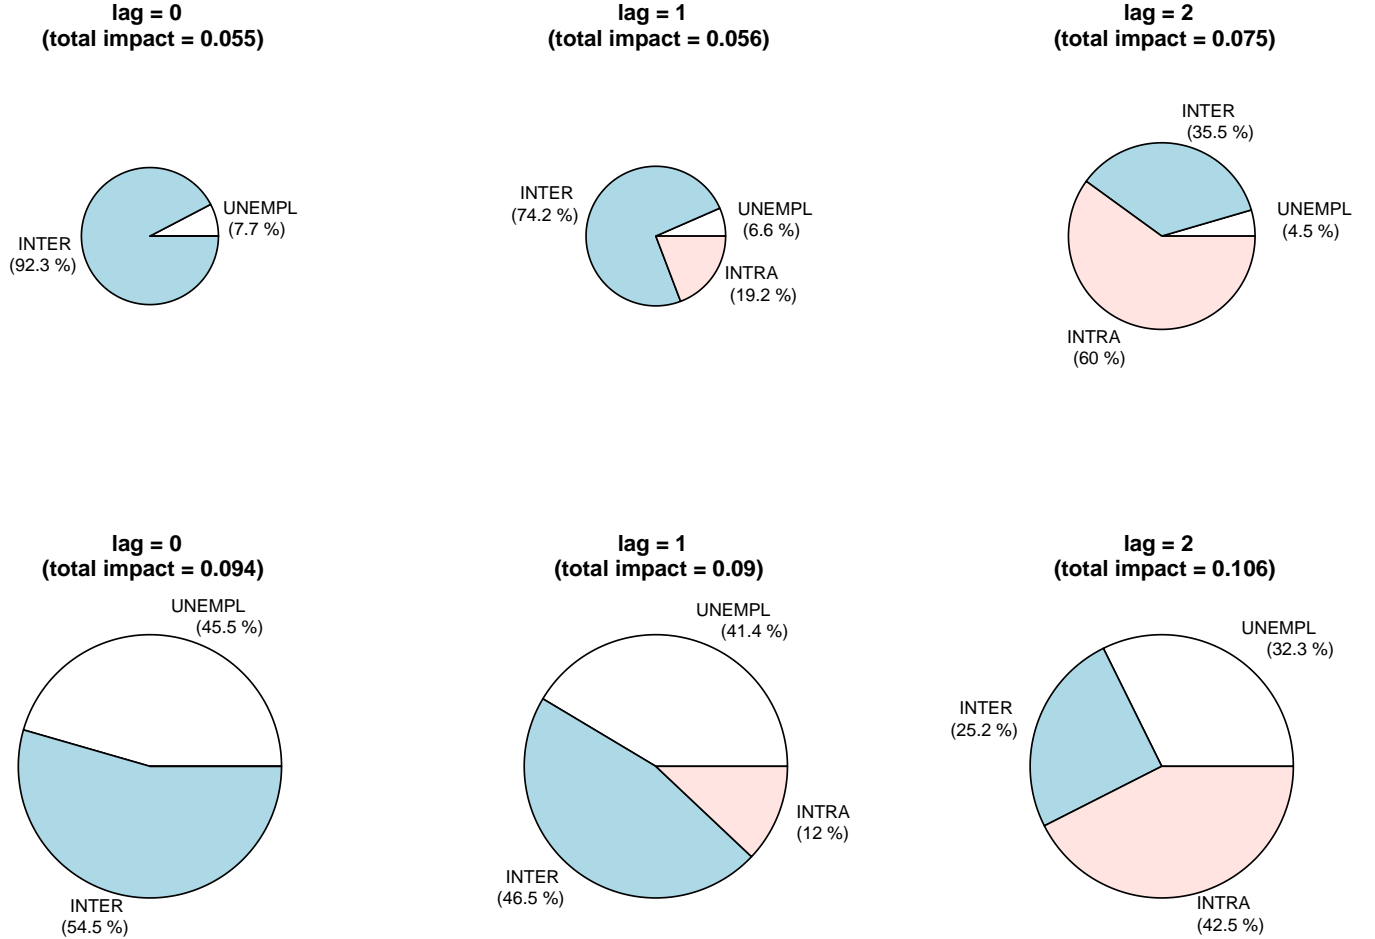 lag = 0
(total impact = 0.055)
INTER
(92.3 %)
UNEMPL
(7.7 %)
lag = 1
(total impact = 0.056)
INTER
(74.2 %)
UNEMPL
(6.6 %)
INTRA
(19.2 %)
lag = 2
(total impact = 0.075)
INTER
(35.5 %)
UNEMPL
(4.5 %)
INTRA
(60 %)
lag = 0
(total impact = 0.094)
UNEMPL
(45.5 %)
INTER
(54.5 %)
lag = 1
(total impact = 0.09)
UNEMPL
(41.4 %)
INTRA
(12 %)
INTER
(46.5 %)
lag = 2
(total impact = 0.106)
UNEMPL
(32.3 %)
INTER
(25.2 %)
INTRA
(42.5 %)